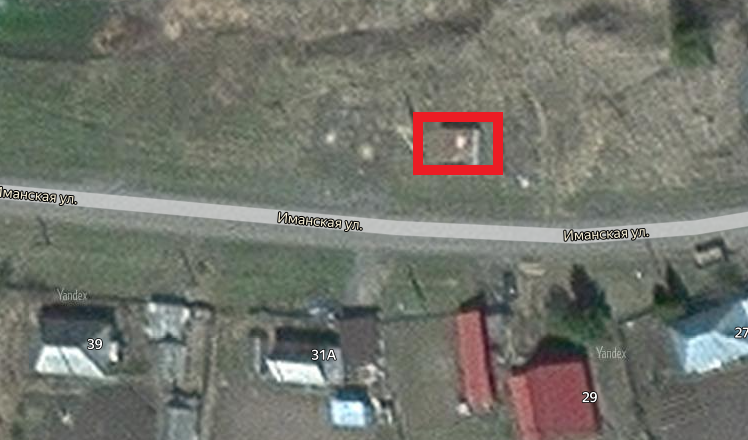 Иманская ул.
Иманская ул.
Иманская ул.
Yandex
Yandex
39
31А
29
27